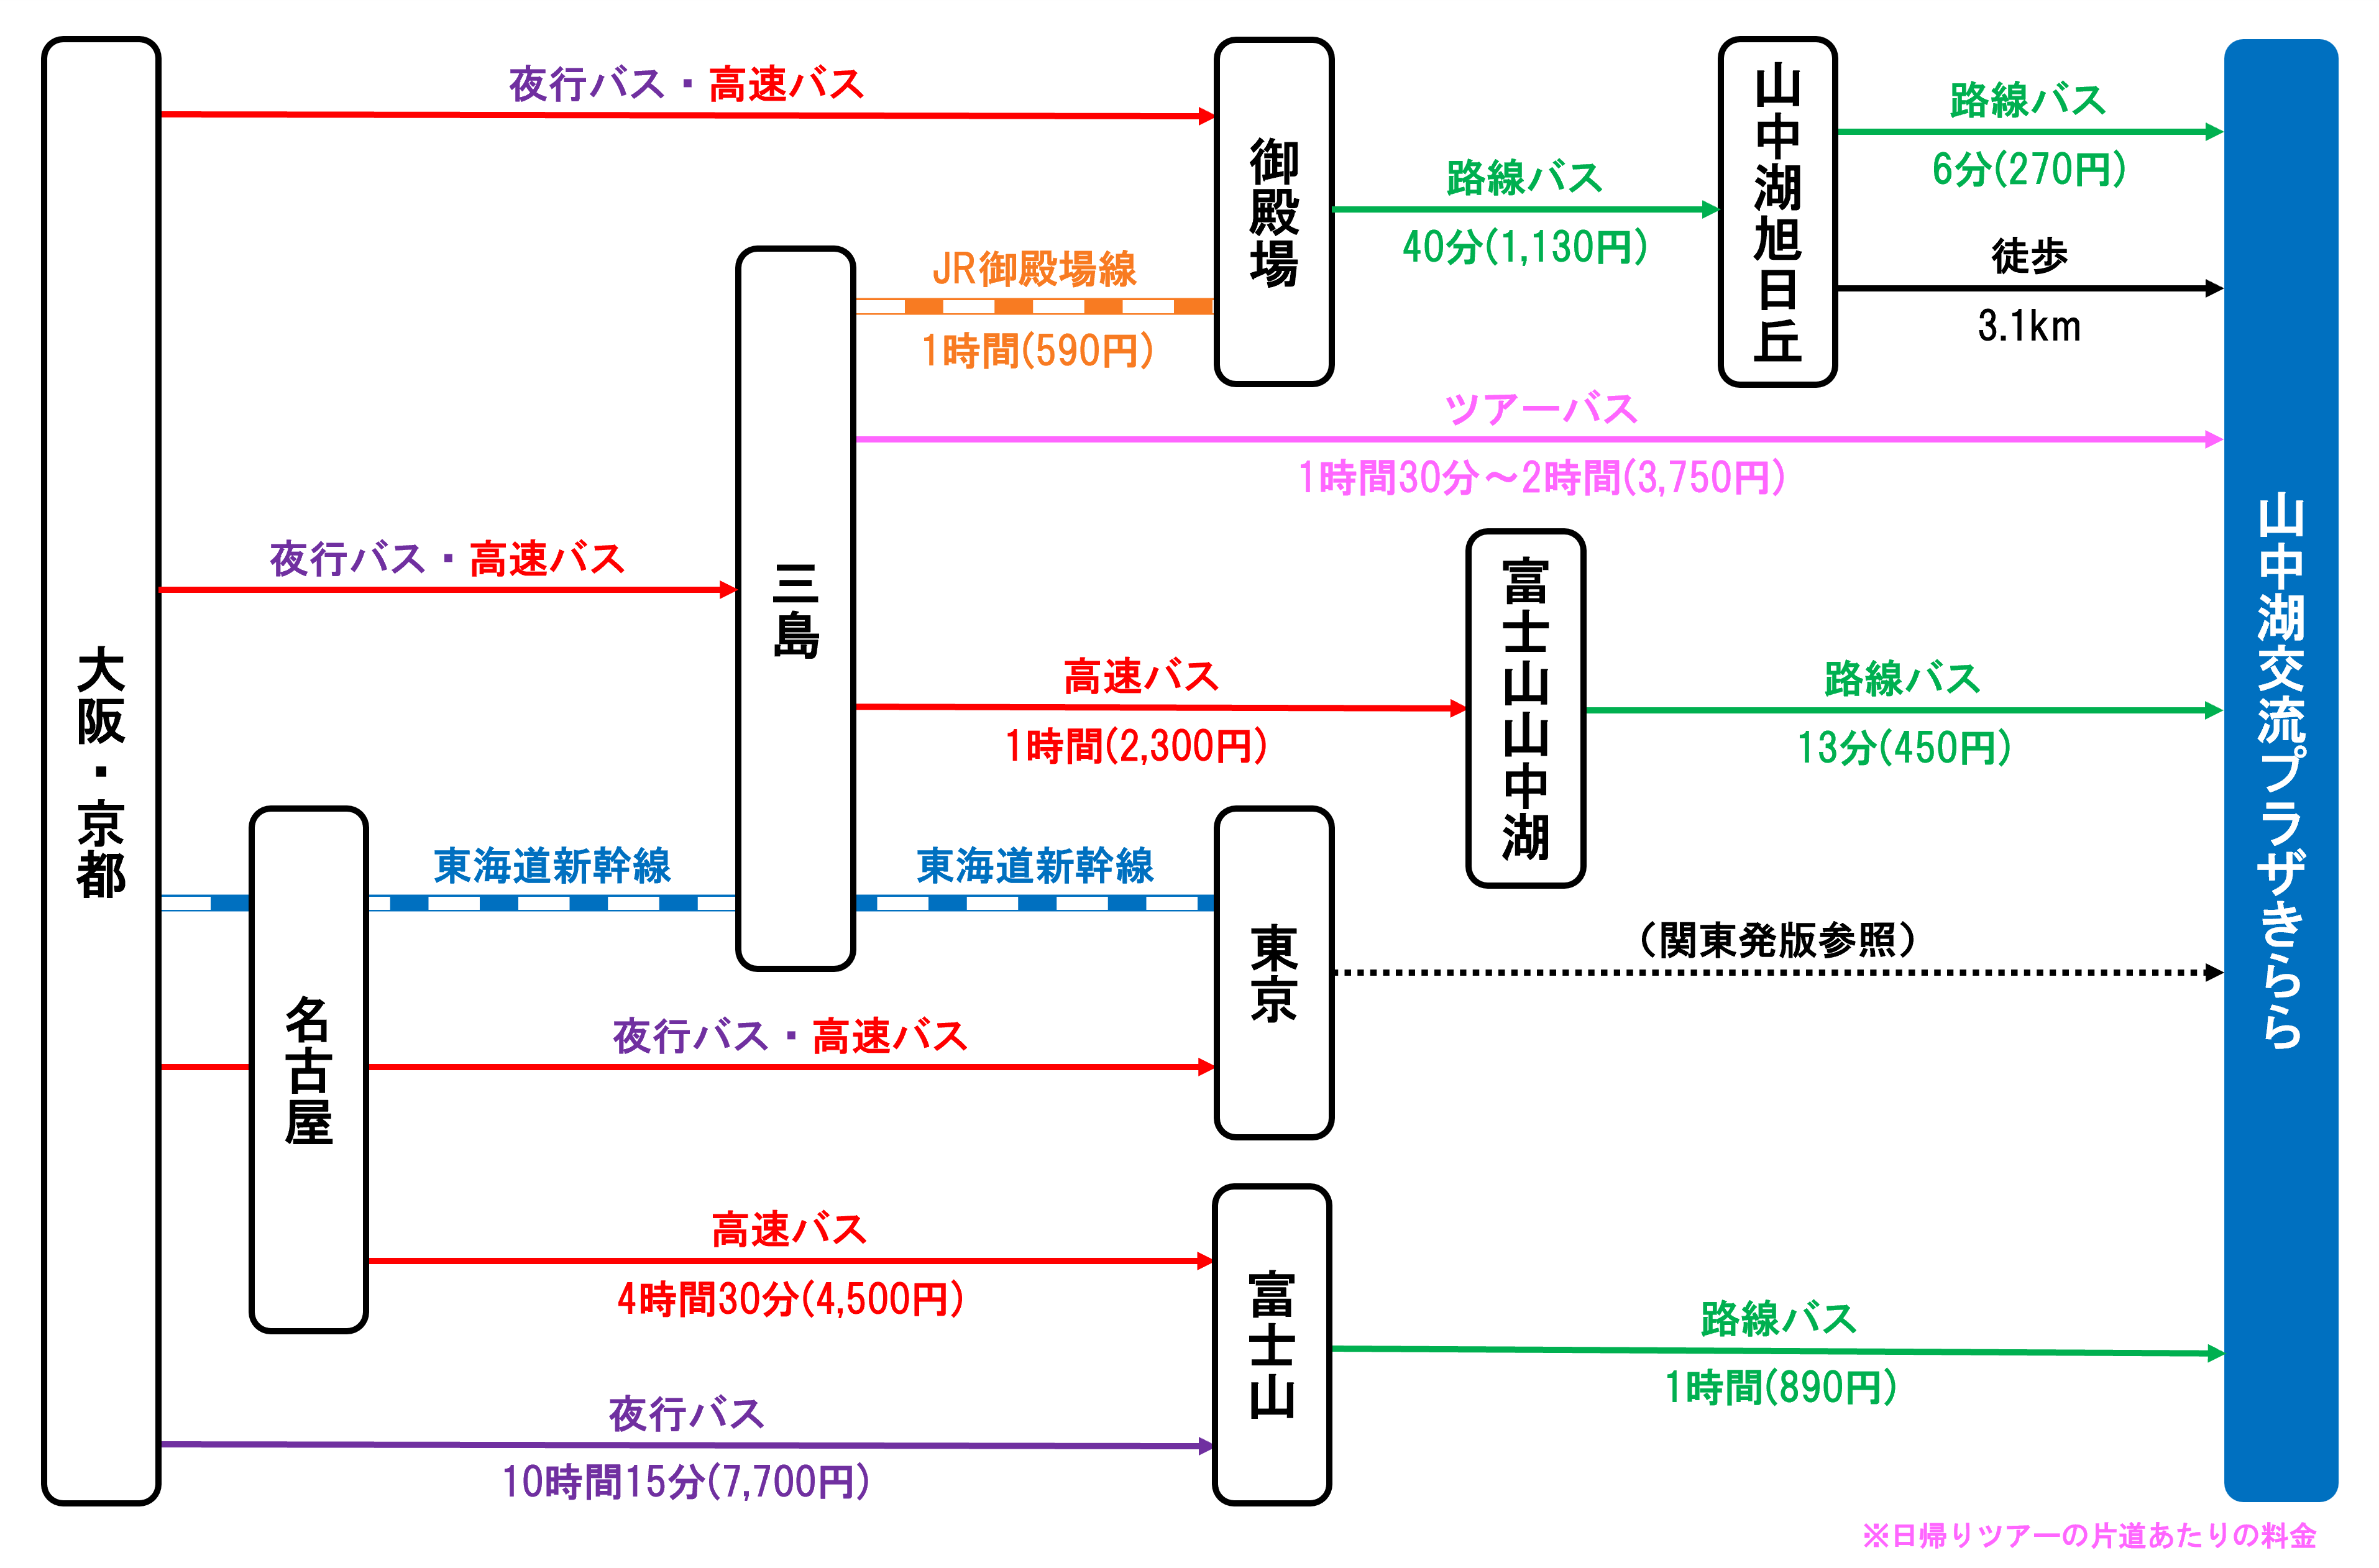 大阪・京都
夜行バス・高速バス
御殿場
路線バス
40分(1,130円)
山中湖旭日丘
路線バス
6分(270円)
徒歩
3.1km
JR御殿場線
1時間(590円)
ツアーバス
1時間30分～2時間(3,750円)
夜行バス・高速バス
三島
高速バス
1時間(2,300円)
富士山山中湖
路線バス
13分(450円)
山中湖交流プラザきらら
名古屋
東海道新幹線
東海道新幹線
東京
(関東発版参照)
夜行バス・高速バス
高速バス
4時間30分(4,500円)
富士山
路線バス
1時間(890円)
夜行バス
10時間15分(7,700円)
※日帰りツアーの片道あたりの料金